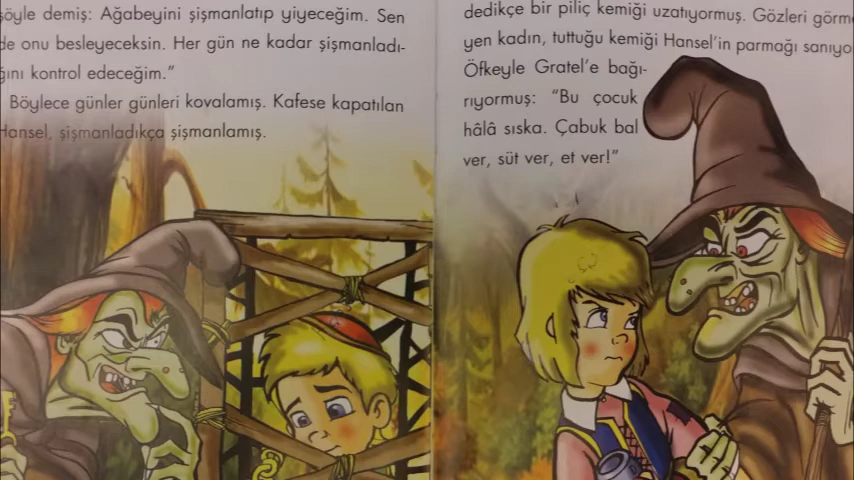 şöyle demiş: Ağabeyini şişmanlatıp yiyeceğim. Sen
de onu besleyeceksin. Her gün ne kadar şişmanladı-
ğını kontrol edeceğim."
Böylece günler günleri kovalamış. Kafese kapatılan
Hansel, şişmanladıkça şişmanlamış.
dedikçe bir piliç kemiği uzatıyormuş. Gözleri görme
yen kadın, tuttuğu kemiği Hansel'in parmağı sanıyo
Öfkeyle Gratel'e bağı-
rıyormuş: "Bu çocuk
hâlâ sıska. Çabuk bal
ver, süt ver, et ver!"